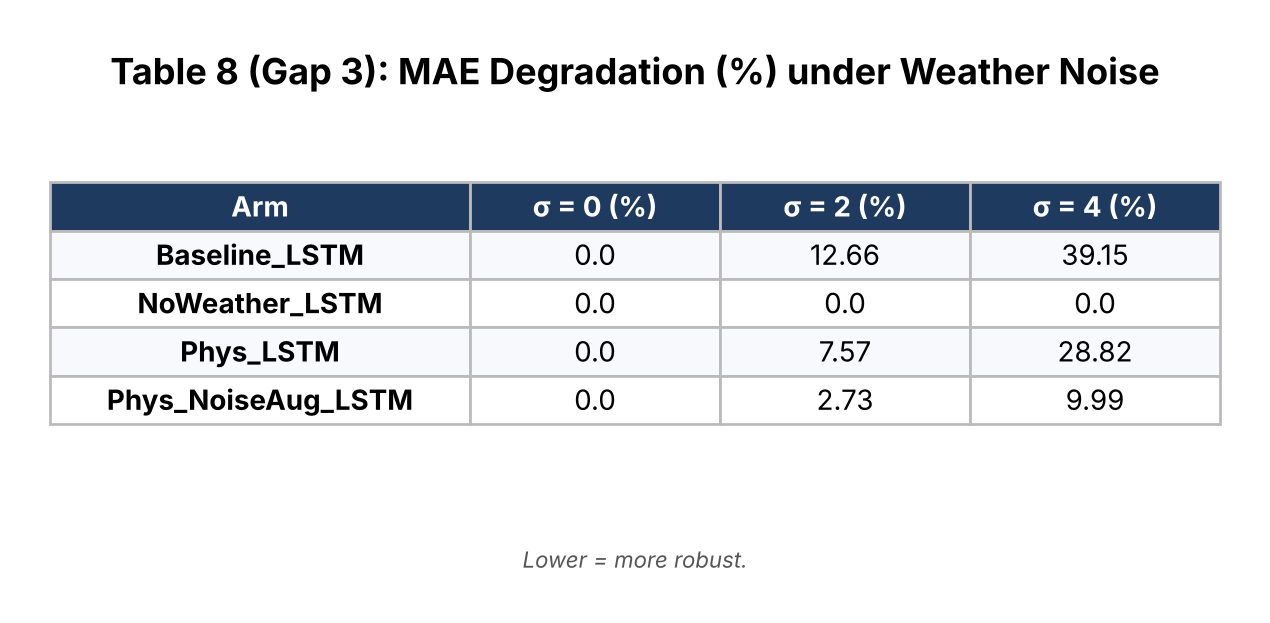 Table 8 (Gap 3): MAE Degradation (%) under Weather Noise
Arm σ = 0 (%) σ = 2 (%) σ = 4 (%)
Baseline_LSTM 0.0 12.66 39.15
NoWeather_LSTM 0.0 0.0 0.0
Phys_LSTM 0.0 7.57 28.82
Phys_NoiseAug_LSTM 0.0 2.73 9.99
Lower = more robust.